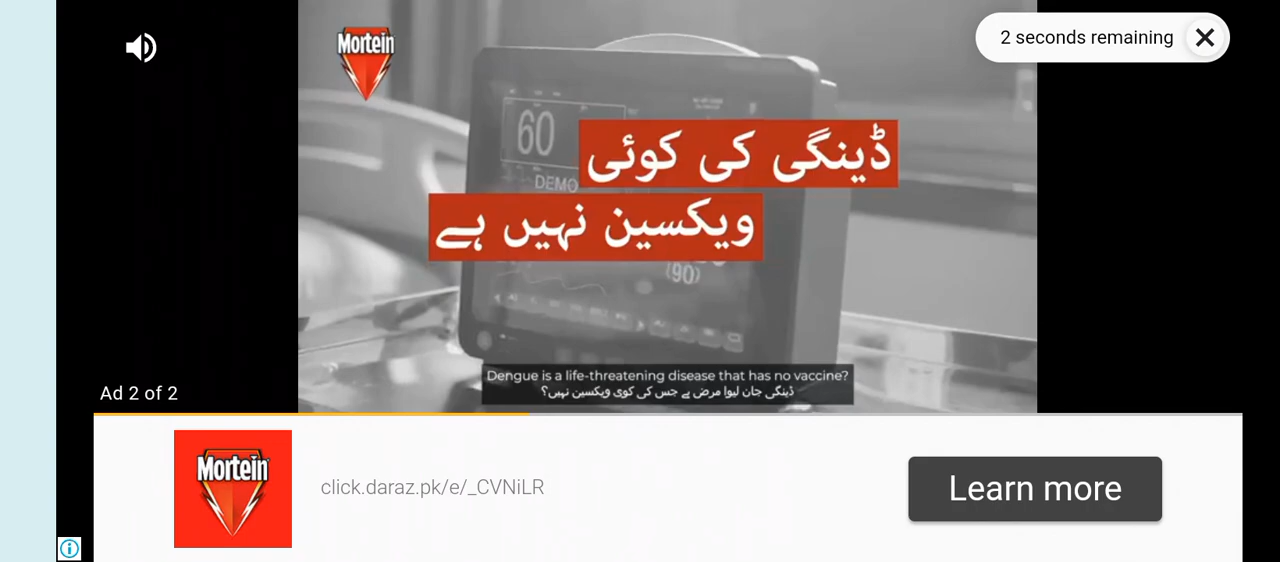 Mortein
2 seconds remaining
60
DEMO
ڈینگی کی کوئی
ویکسین نہیں ہے
(90)
Dengue is a life-threatening disease that has no vaccine?
ڈینگی جان لیوا مرض ہے جس کی کوی ویکسین نہیں؟
Ad 2 of 2
Mortein
click.daraz.pk/e/_CVNiLR
Learn more